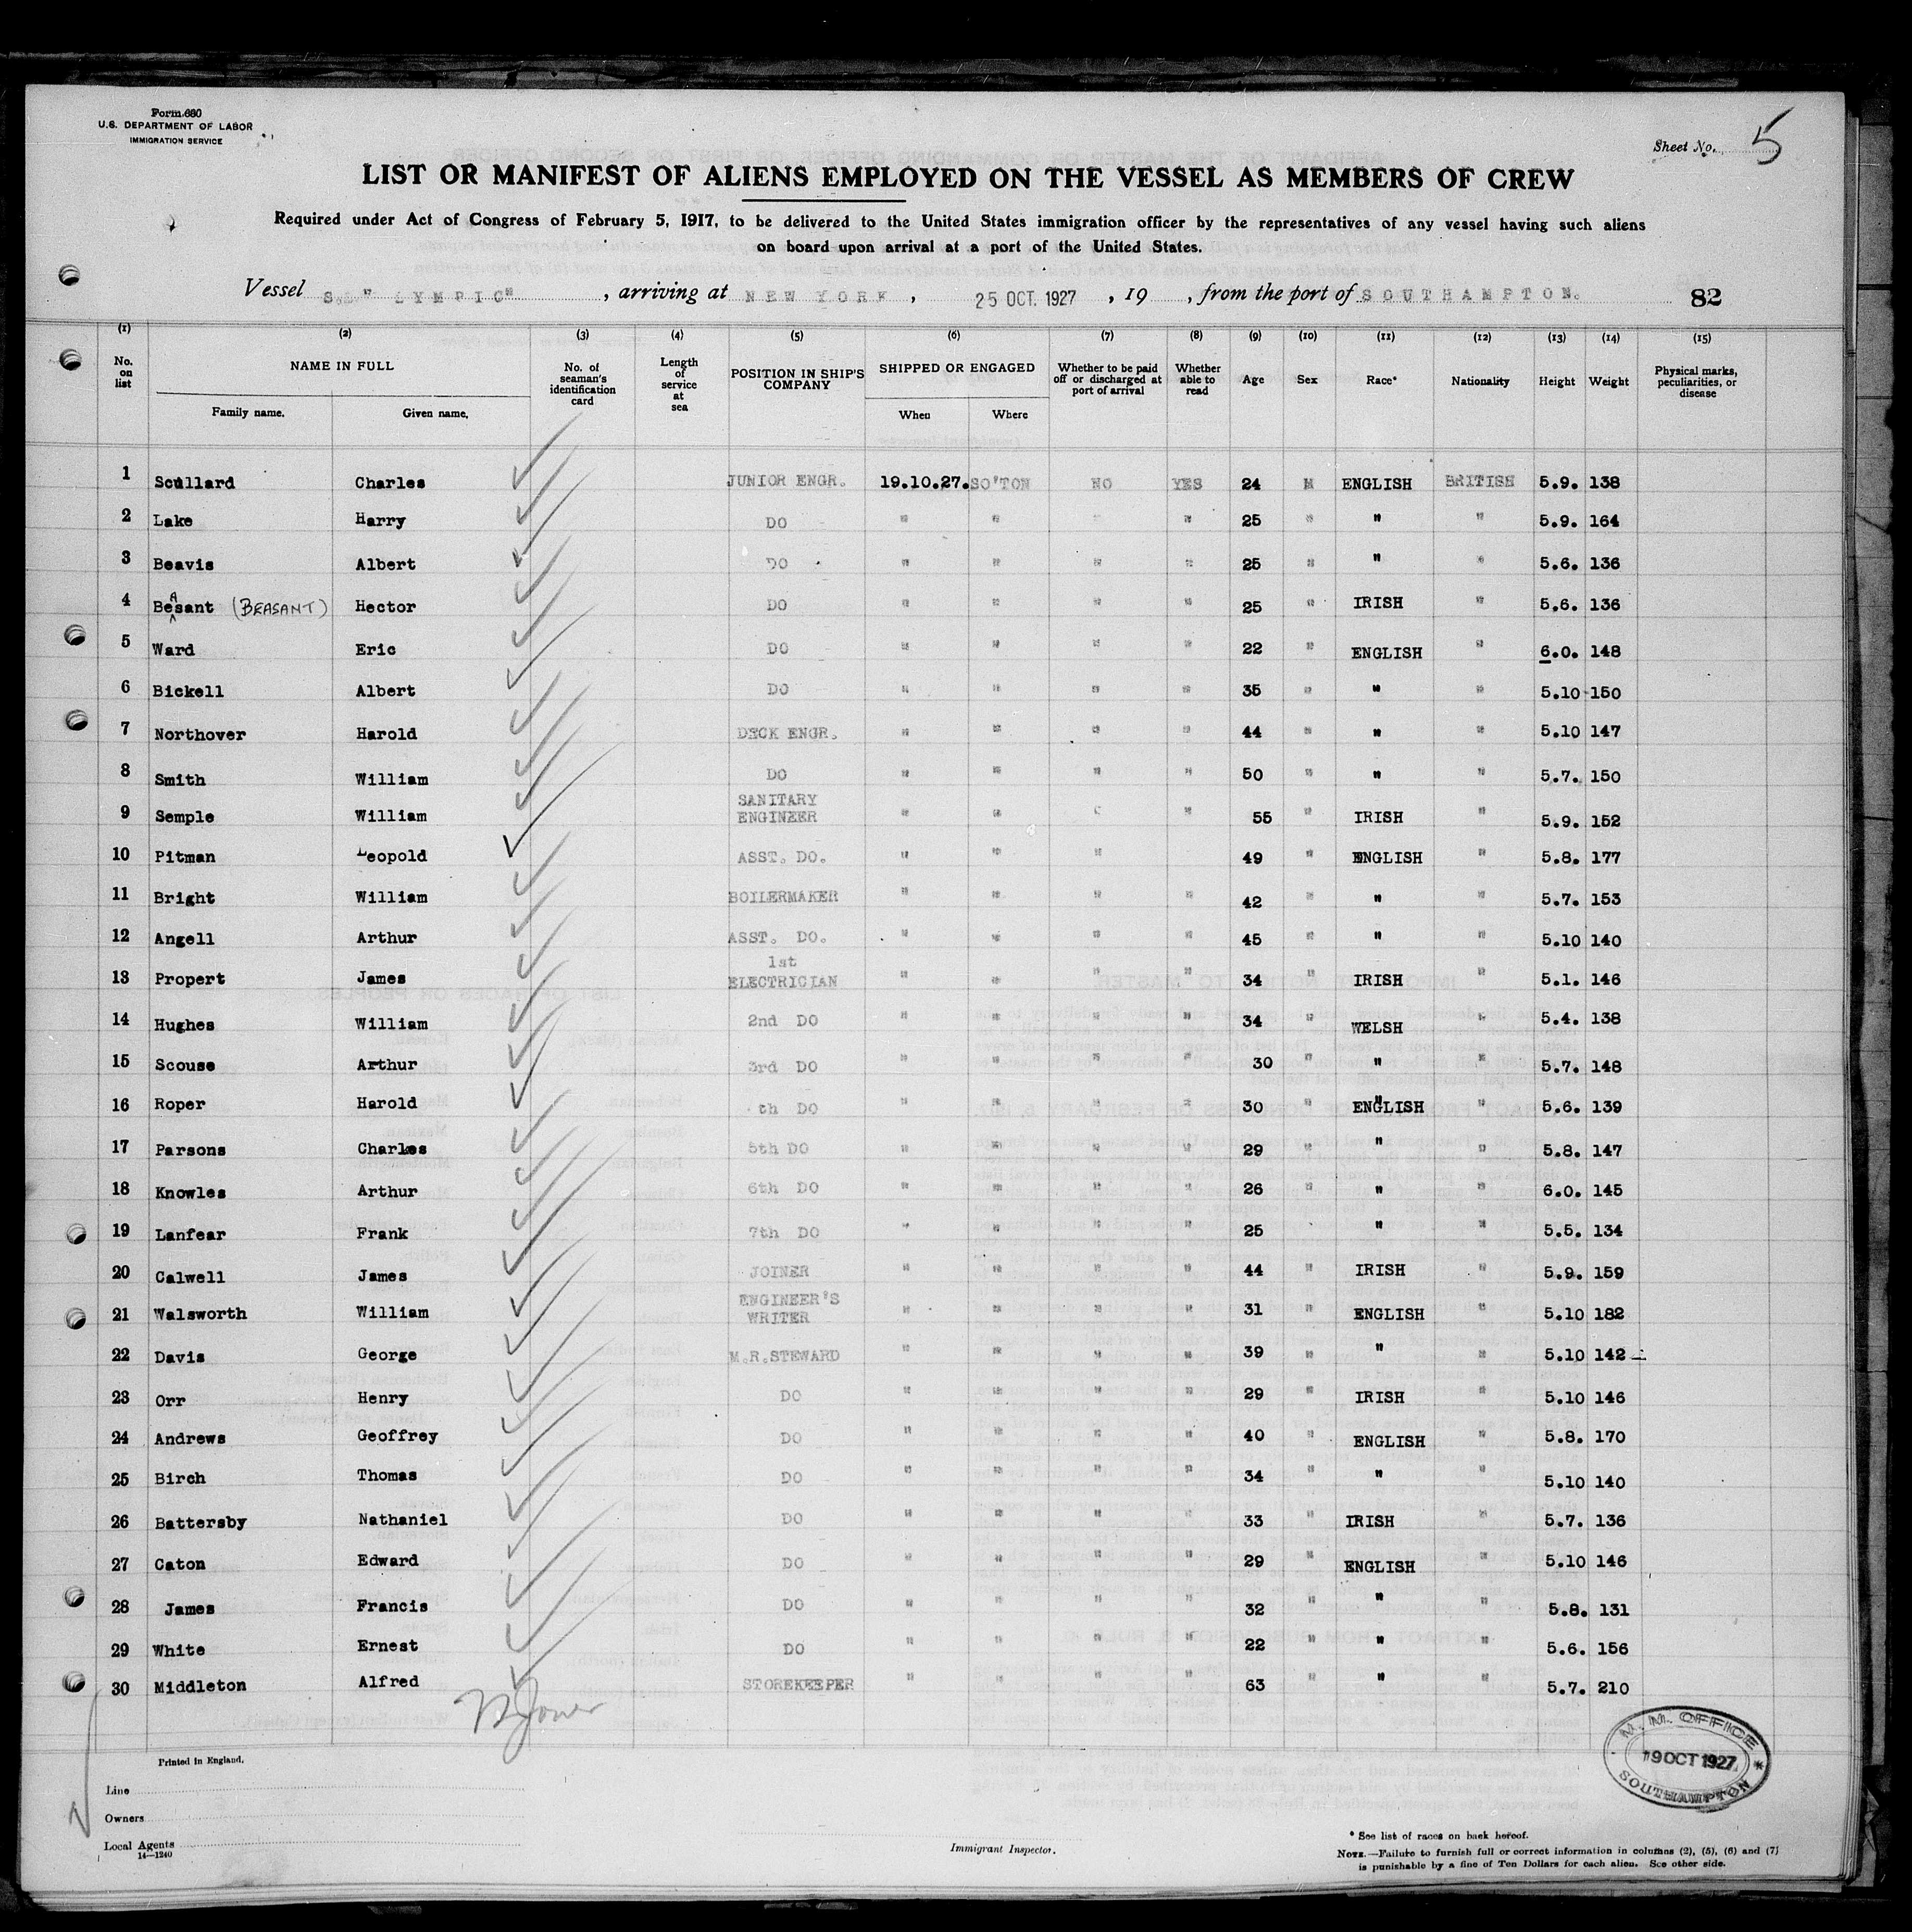 Form 680
U.S. DEPARTMENT OF LABOR
IMMIGRATION SERVICE
Sheet No. 5
LIST OR MANIFEST OF ALIENS EMPLOYED ON THE VESSEL AS MEMBERS OF CREW
Required under Act of Congress of February 5, 1917, to be delivered to the United States immigration officer by the representatives of any vessel having such aliens
on board upon arrival at a port of the United States.
Vessel S.S." LYMPIC" , arriving at NEW YORK , 25 OCT. 1927 , 19 , from the port of SOUTHAMPTON. 82
(1) (2) (3) (4) (5) (6) (7) (8) (9) (10) (11) (12) (13) (14) (15)
No. on list NAME IN FULL Family name. Given name. No. of seaman's identification card Length of service at sea POSITION IN SHIP'S COMPANY SHIPPED OR ENGAGED When Where Whether to be paid off or discharged at port of arrival Whether able to read Age Sex Race* Nationality Height Weight Physical marks, peculiarities, or disease
1 Scullard Charles JUNIOR ENGR. 19.10.27. SO'TON NO YES 24 M ENGLISH BRITISH 5.9. 138
2 Lake Harry DO " " " 25 " " " 5.9. 164
3 Beavis Albert DO " " " " 25 " " " 5.6. 136
4 BeAsant (BEASANT) Hector DO " " " " 25 " IRISH " 5.6. 136
5 Ward Eric DO " " " " 22 " ENGLISH " 6.0. 148
6 Bickell Albert DO " " " " 35 " " " 5.10 150
7 Northover Harold DECK ENGR. " " " " 44 " " " 5.10 147
8 Smith William DO " " " " 50 " " " 5.7. 150
9 Semple William SANITARY ENGINEER " " " " 55 " IRISH " 5.9. 152
10 Pitman Leopold ASST. DO. " " " 49 " ENGLISH " 5.8. 177
11 Bright William BOILERMAKER " " " " 42 " " " 5.7. 153
12 Angell Arthur ASST. DO. " " " " 45 " " " 5.10 140
13 Propert James 1st ELECTRICIAN " " " " 34 " IRISH " 5.1. 146
14 Hughes William 2nd DO " " " " 34 " WELSH " 5.4. 138
15 Scouse Arthur 3rd DO " " " " 30 " " " 5.7. 148
16 Roper Harold th DO " " " " 30 " ENGLISH " 5.6. 139
17 Parsons Charles 5th DO " " " " 29 " " " 5.8. 147
18 Knowles Arthur 6th DO " " " " 26 " " " 6.0. 145
19 Lanfear Frank 7th DO " " " " 25 " " " 5.5. 134
20 Calwell James JOINER " " " " 44 " IRISH " 5.9. 159
21 Walsworth William ENGINEER'S WRITER " " " " 31 " ENGLISH " 5.10 182
22 Davis George M.R.STEWARD " " " " 39 " " " 5.10 142
23 Orr Henry DO " " " " 29 " IRISH " 5.10 146
24 Andrews Geoffrey DO " " " " 40 " ENGLISH " 5.8. 170
25 Birch Thomas DO " " " " 34 " " " 5.10 140
26 Battersby Nathaniel DO " " " " 33 " IRISH " 5.7. 136
27 Caton Edward DO " " " " 29 " ENGLISH " 5.10 146
28 James Francis DO " " " " 32 " " " 5.8. 131
29 White Ernest DO " " " " 22 " " " 5.6. 156
30 Middleton Alfred STOREKEEPER " " " " 63 " " " 5.7. 210
M.M. OFFICE
19 OCT 1927
SOUTHAMPTON
Printed in England.
Line
Owners
Local Agents
14—1240
Immigrant Inspector.
* See list of races on back hereof.
NOTE.—Failure to furnish full or correct information in columns (2), (5), (6) and (7)
is punishable by a fine of Ten Dollars for each alien. See other side.